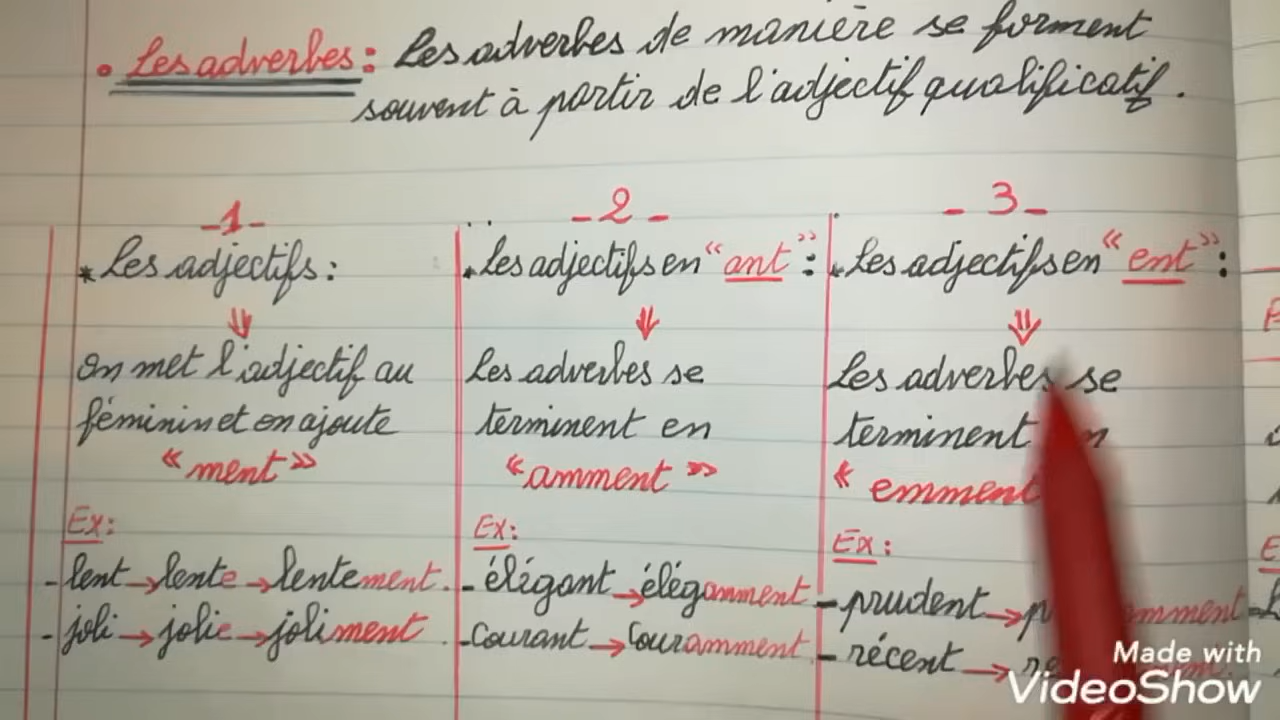 • Les adverbes : Les adverbes de manière se forment
souvent à partir de l'adjectif qualificatif.
-1-
* Les adjectifs :
⇓
On met l'adjectif au
féminin et on ajoute
« ment »
Ex :
- lent → lente → lentement.
- joli → jolie → joliment
- 2 -
* Les adjectifs en "ant" :
⇓
Les adverbes se
terminent en
« amment »
Ex :
- élégant → élégamment
- courant → couramment
- 3 -
* Les adjectifs en "ent" :
⇓
Les adverbes se
terminent
« emment
Ex :
- prudent →
- récent →
Made with
VideoShow